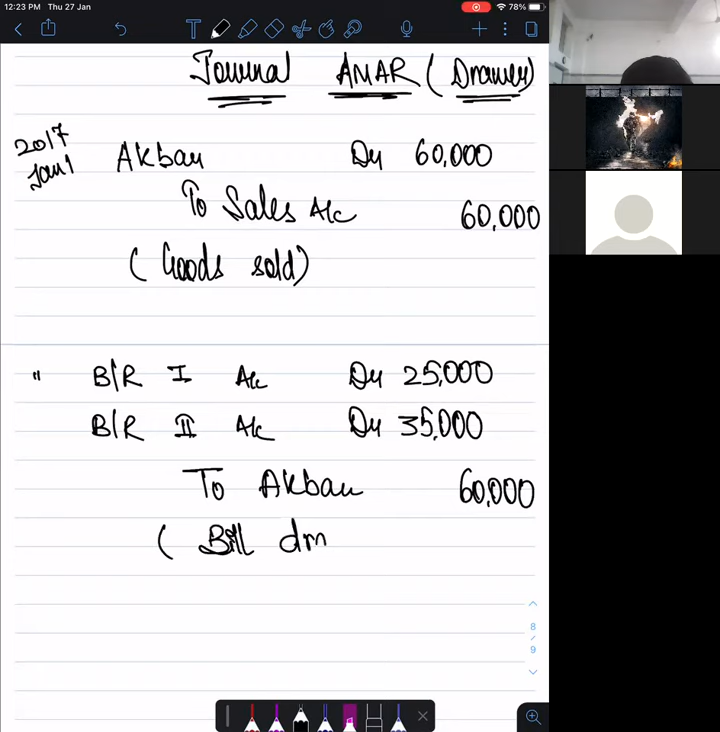 12:23 PM Thu 27 Jan
78%
Journal AMAR (Drawer)
2017
Jan 1 Akbar Dr 60,000
To Sales A/c 60,000
(Goods sold)
" B/R I A/c Dr 25,000
B/R II A/c Dr 35,000
To Akbar 60,000
( Bill dr
8
/
9